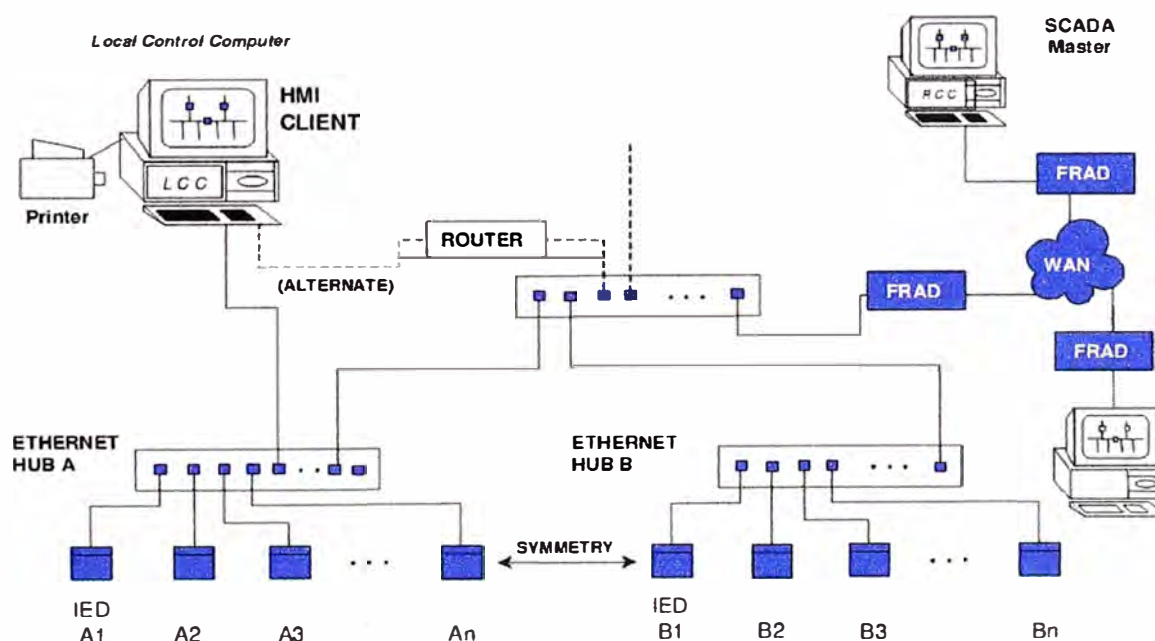 Local Control Computer
SCADA
Master
HMI
CLIENT
RCC
LCC
FRAD
Printer
ROUTER
WAN
(ALTERNATE)
FRAD
FRAD
ETHERNET
HUB A
ETHERNET
HUB B
SYMMETRY
IED
A1
A2
A3
An
IED
B1
B2
B3
Bn